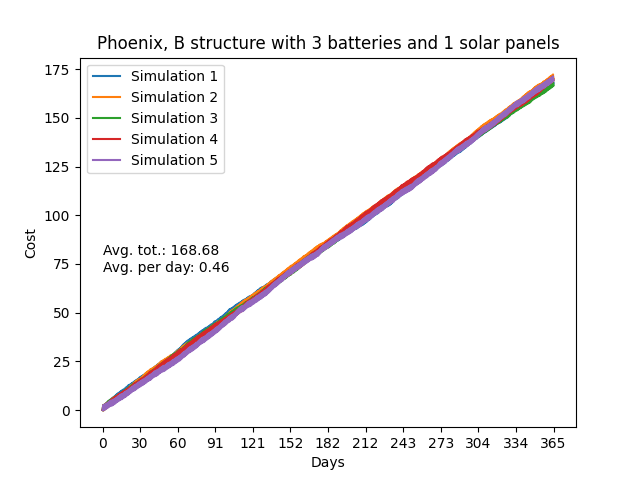 Phoenix, B structure with 3 batteries and 1 solar panels
Simulation 1
Simulation 2
Simulation 3
Simulation 4
Simulation 5
175
150
125
100
75
50
25
0
Cost
Avg. tot.: 168.68
Avg. per day: 0.46
0 30 60 91 121 152 182 212 243 273 304 334 365
Days